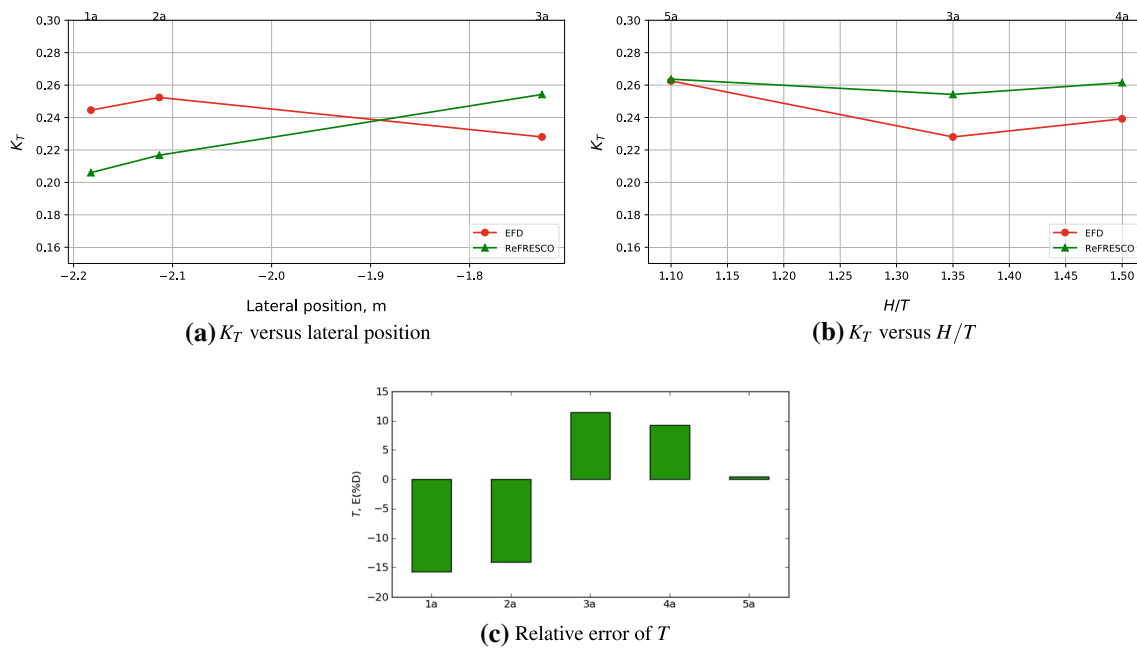 1a 2a 3a
0.30
0.28
0.26
0.24
0.22
0.20
0.18
0.16
K_T
EFD
ReFRESCO
−2.2 −2.1 −2.0 −1.9 −1.8
Lateral position, m
(a) K_T versus lateral position
5a 3a 4a
0.30
0.28
0.26
0.24
0.22
0.20
0.18
0.16
K_T
EFD
ReFRESCO
1.10 1.15 1.20 1.25 1.30 1.35 1.40 1.45 1.50
H/T
(b) K_T versus H/T
15
10
5
0
−5
−10
−15
−20
T, E(%D)
1a 2a 3a 4a 5a
(c) Relative error of T